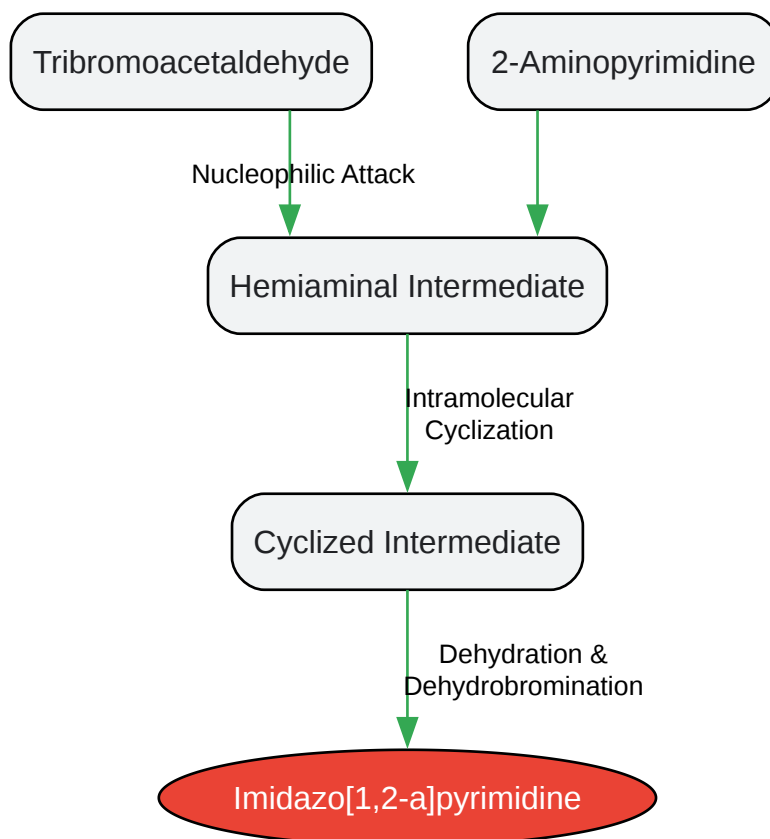 Tribromoacetaldehyde
2-Aminopyrimidine
Nucleophilic Attack
Hemiaminal Intermediate
Intramolecular
Cyclization
Cyclized Intermediate
Dehydration &
Dehydrobromination
Imidazo[1,2-a]pyrimidine